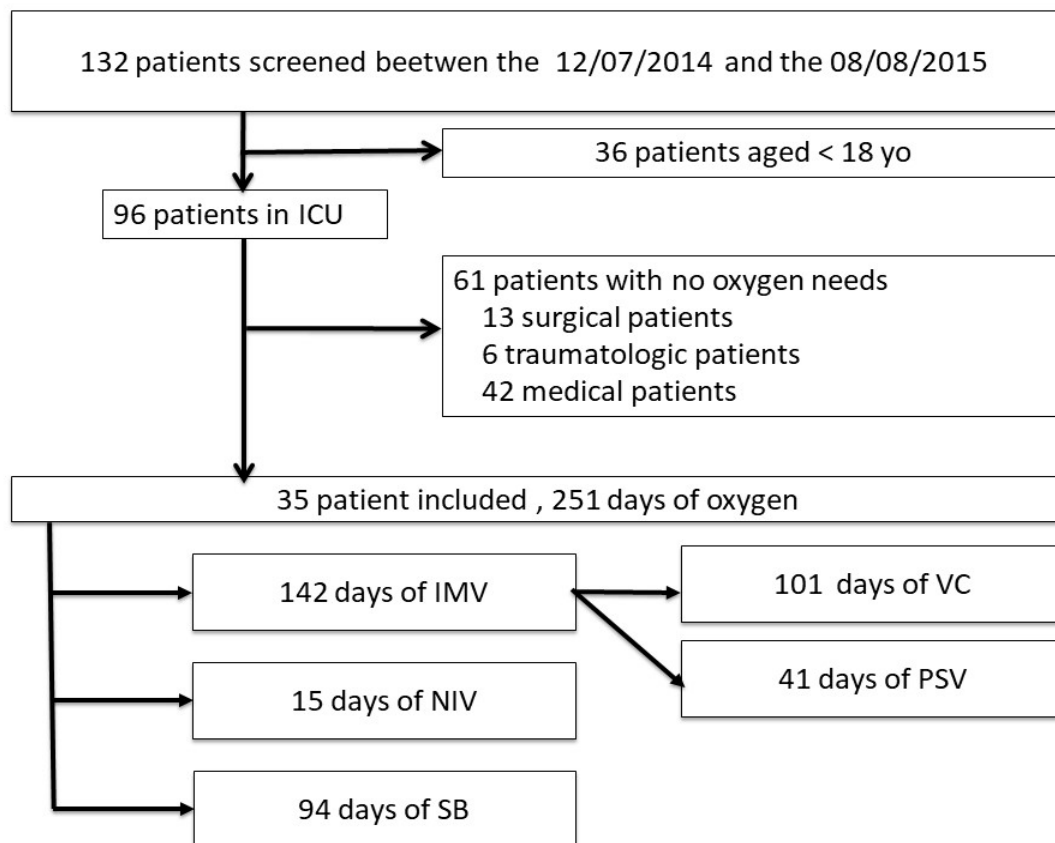 132 patients screened beetwen the 12/07/2014 and the 08/08/2015
36 patients aged < 18 yo
96 patients in ICU
61 patients with no oxygen needs
13 surgical patients
6 traumatologic patients
42 medical patients
35 patient included , 251 days of oxygen
142 days of IMV
101 days of VC
41 days of PSV
15 days of NIV
94 days of SB